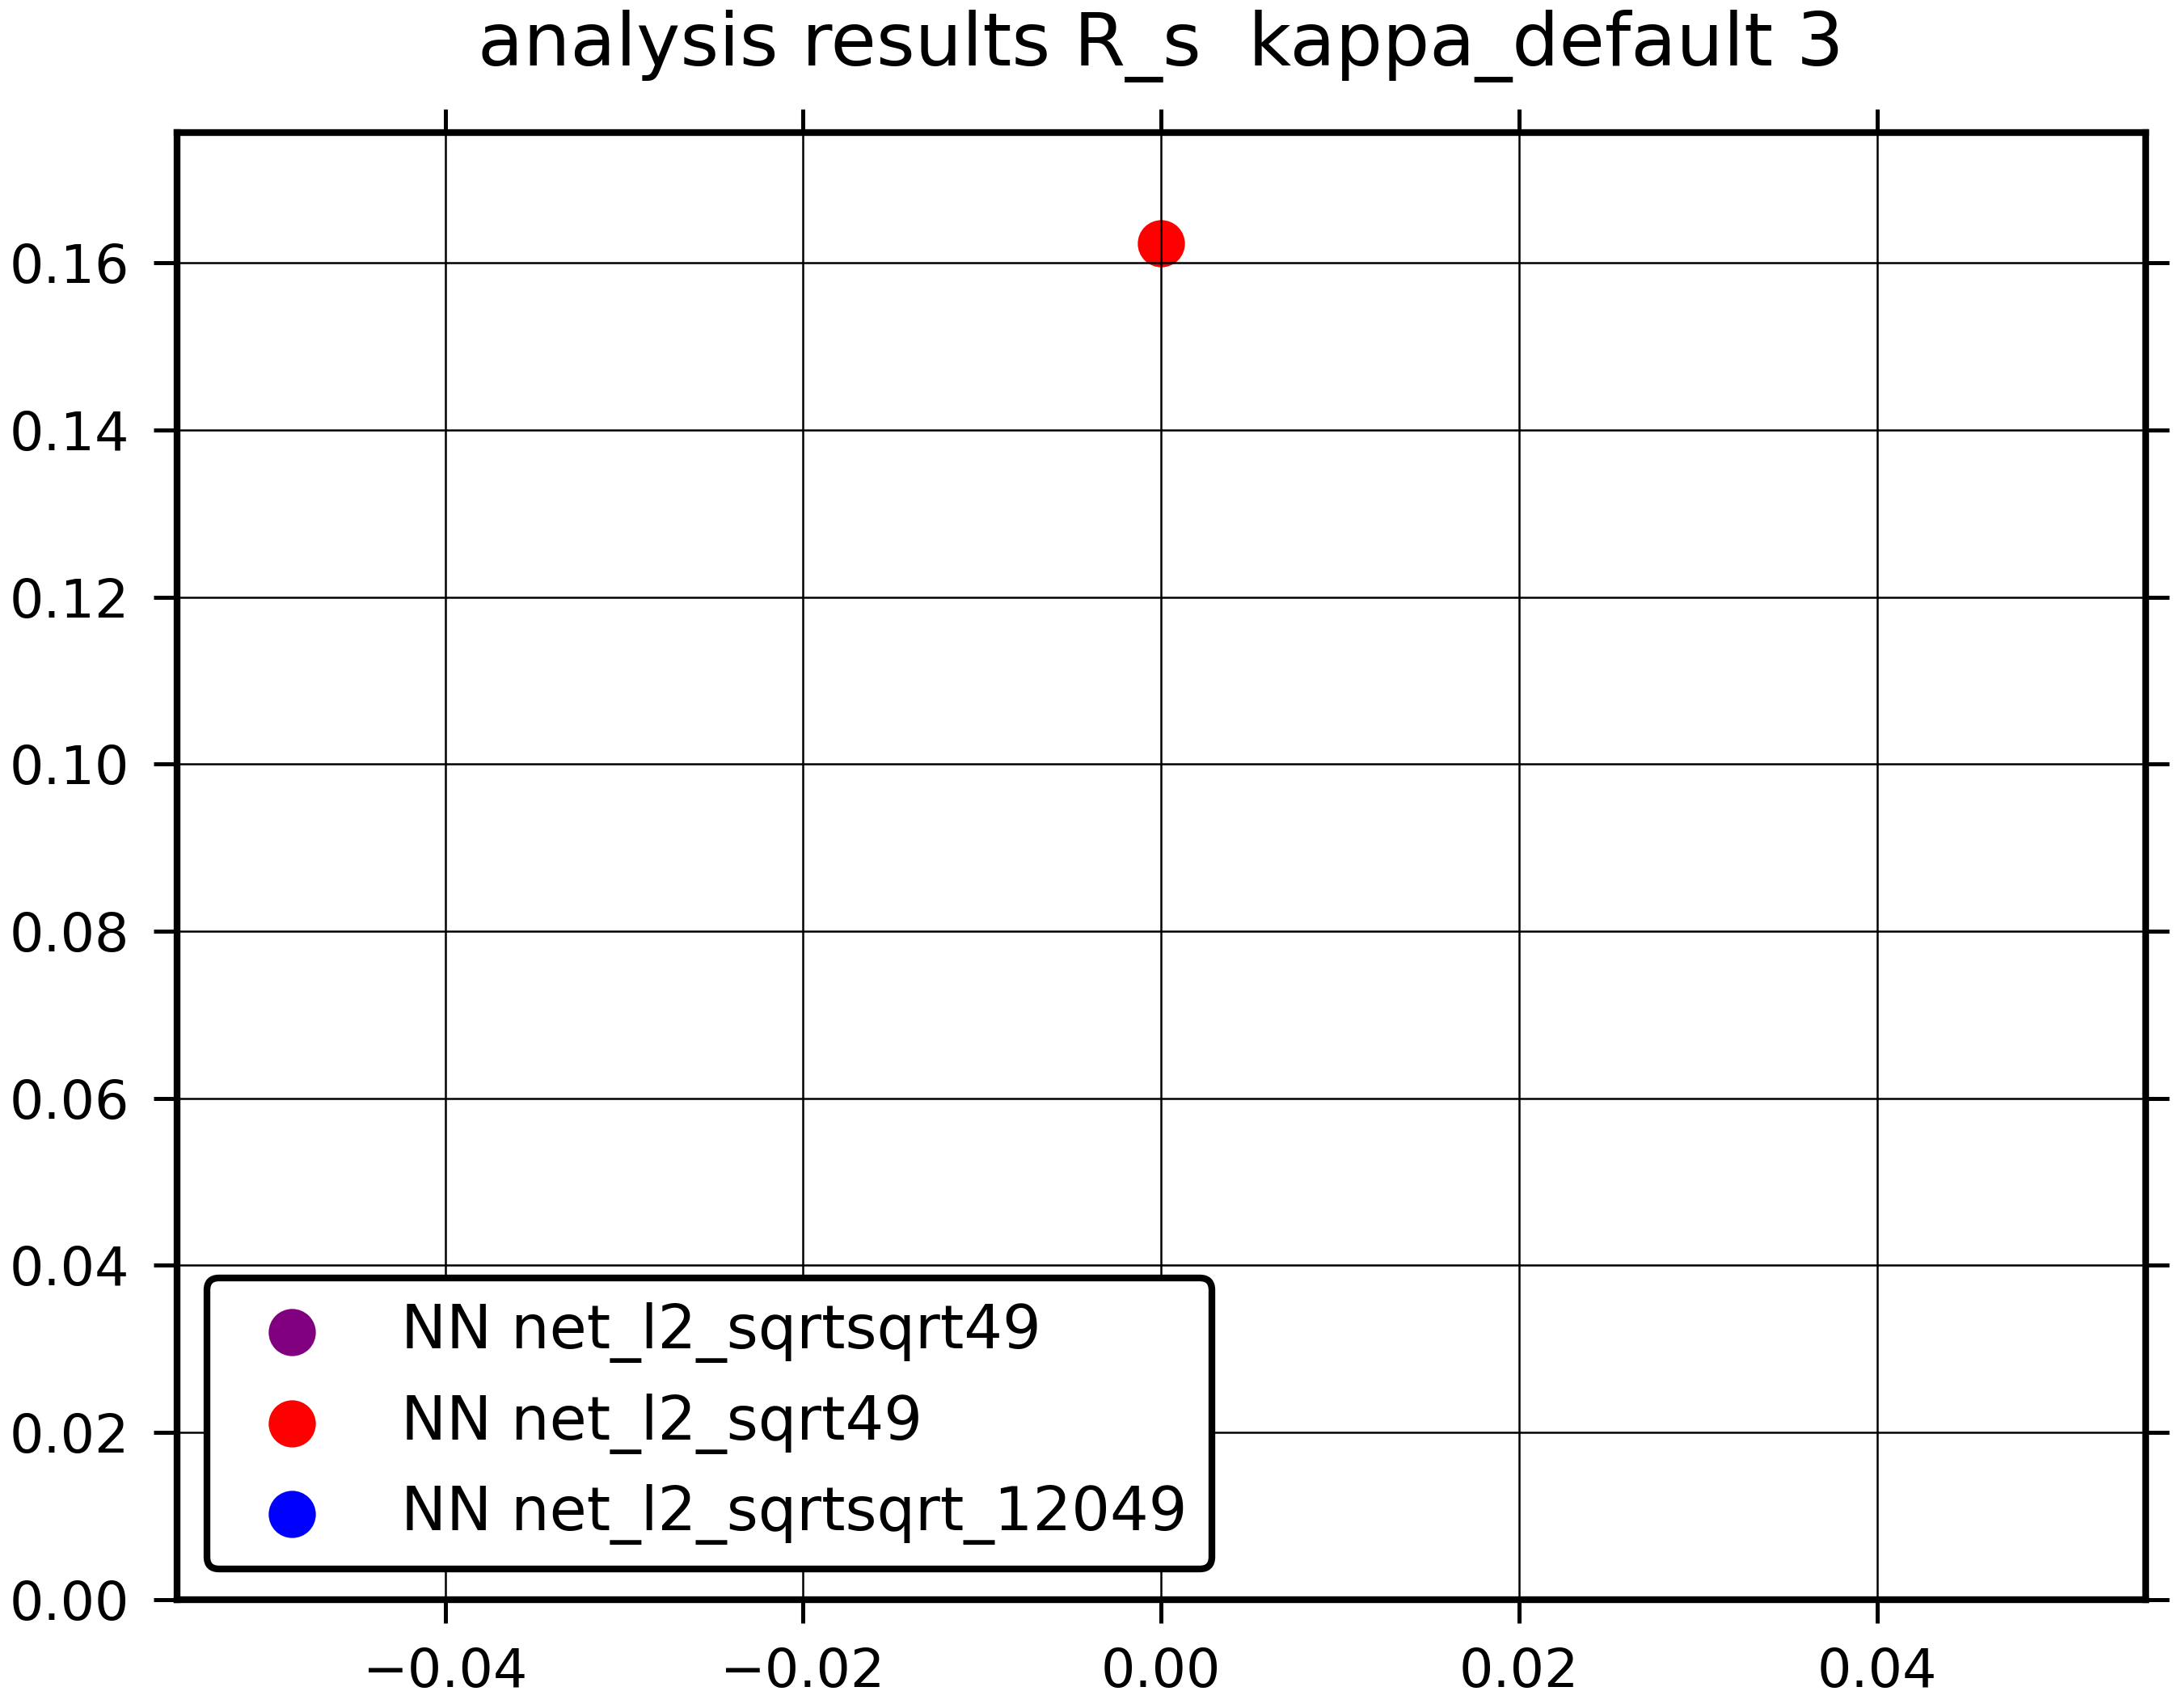 analysis results R_s  kappa_default 3
0.16
0.14
0.12
0.10
0.08
0.06
0.04
0.02
0.00
NN net_l2_sqrtsqrt49
NN net_l2_sqrt49
NN net_l2_sqrtsqrt_12049
−0.04 −0.02 0.00 0.02 0.04